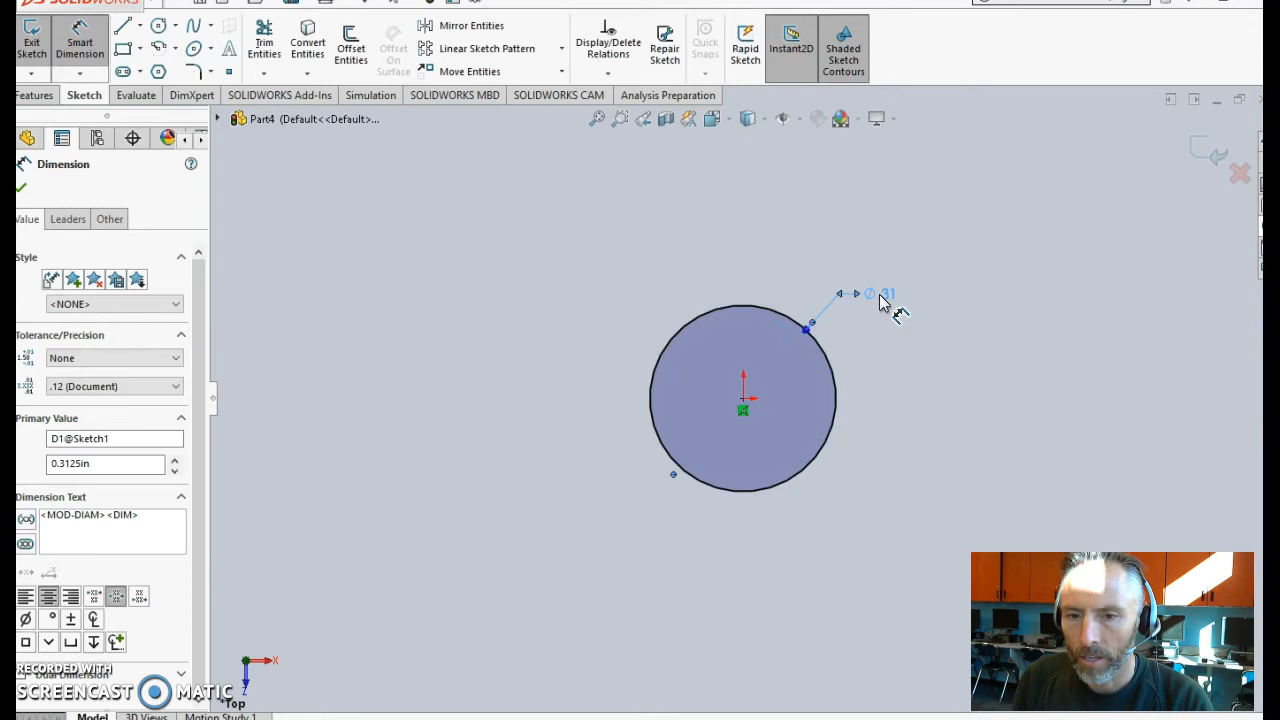 SOLIDWORKS
Exit Sketch
Smart Dimension
Trim Entities
Convert Entities
Offset Entities
Offset On Surface
Mirror Entities
Linear Sketch Pattern
Move Entities
Display/Delete Relations
Repair Sketch
Quick Snaps
Rapid Sketch
Instant2D
Shaded Sketch Contours
Features Sketch Evaluate DimXpert SOLIDWORKS Add-Ins Simulation SOLIDWORKS MBD SOLIDWORKS CAM Analysis Preparation
Part4 (Default<<Default>...
Dimension
Value Leaders Other
Style
<NONE>
Tolerance/Precision
None
.12 (Document)
Primary Value
D1@Sketch1
0.3125in
Dimension Text
<MOD-DIAM><DIM>
Dual Dimension
RECORDED WITH
SCREENCAST MATIC
X
Z
*Top
Model 3D Views Motion Study 1